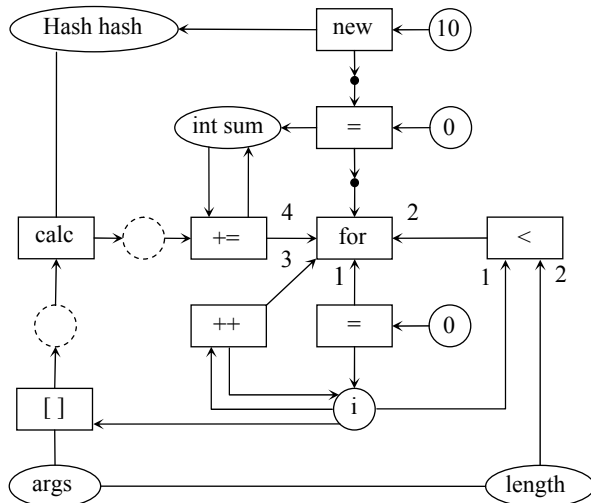 Hash hash
new
10
int sum
=
0
4
2
calc
+=
for
<
3
1
1
2
++
=
0
[ ]
i
args
length